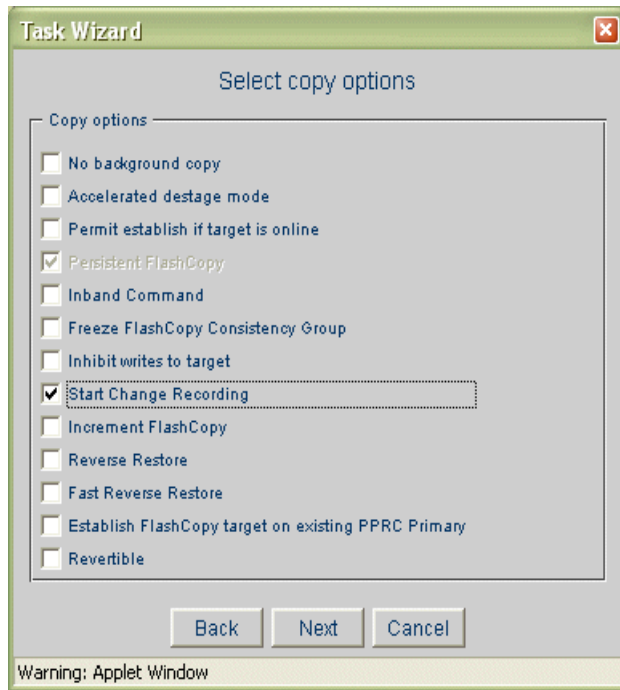 Task Wizard
Select copy options
Copy options
No background copy
Accelerated destage mode
Permit establish if target is online
Persistent FlashCopy
Inband Command
Freeze FlashCopy Consistency Group
Inhibit writes to target
Start Change Recording
Increment FlashCopy
Reverse Restore
Fast Reverse Restore
Establish FlashCopy target on existing PPRC Primary
Revertible
Back Next Cancel
Warning: Applet Window